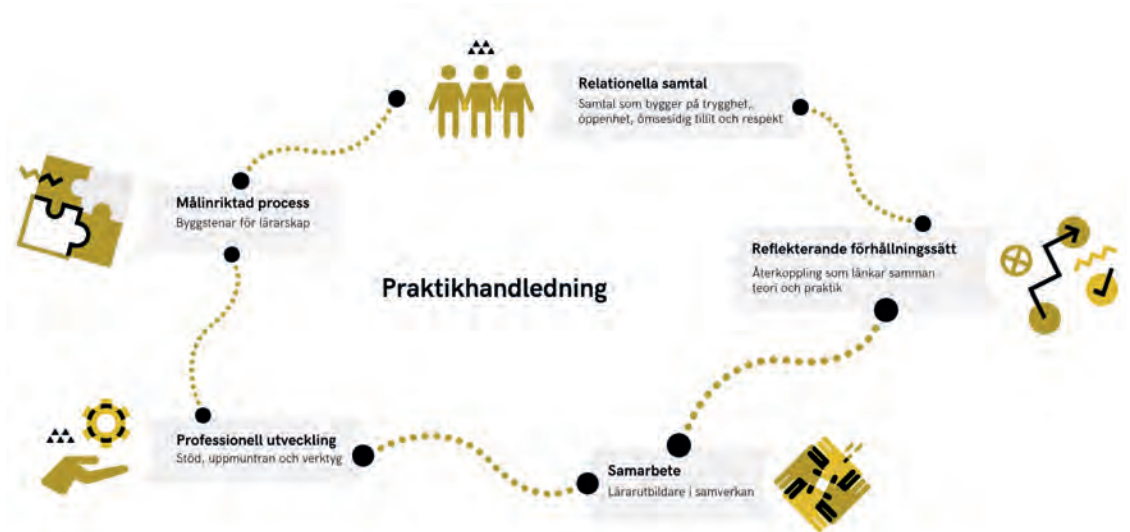 Relationella samtal
Samtal som bygger på trygghet,
öppenhet, ömsesidig tillit och respekt
Målinriktad process
Byggstenar för lärarskap
Reflekterande förhållningssätt
Återkoppling som länkar samman
teori och praktik
Praktikhandledning
Professionell utveckling
Stöd, uppmuntran och verktyg
Samarbete
Lärarutbildare i samverkan